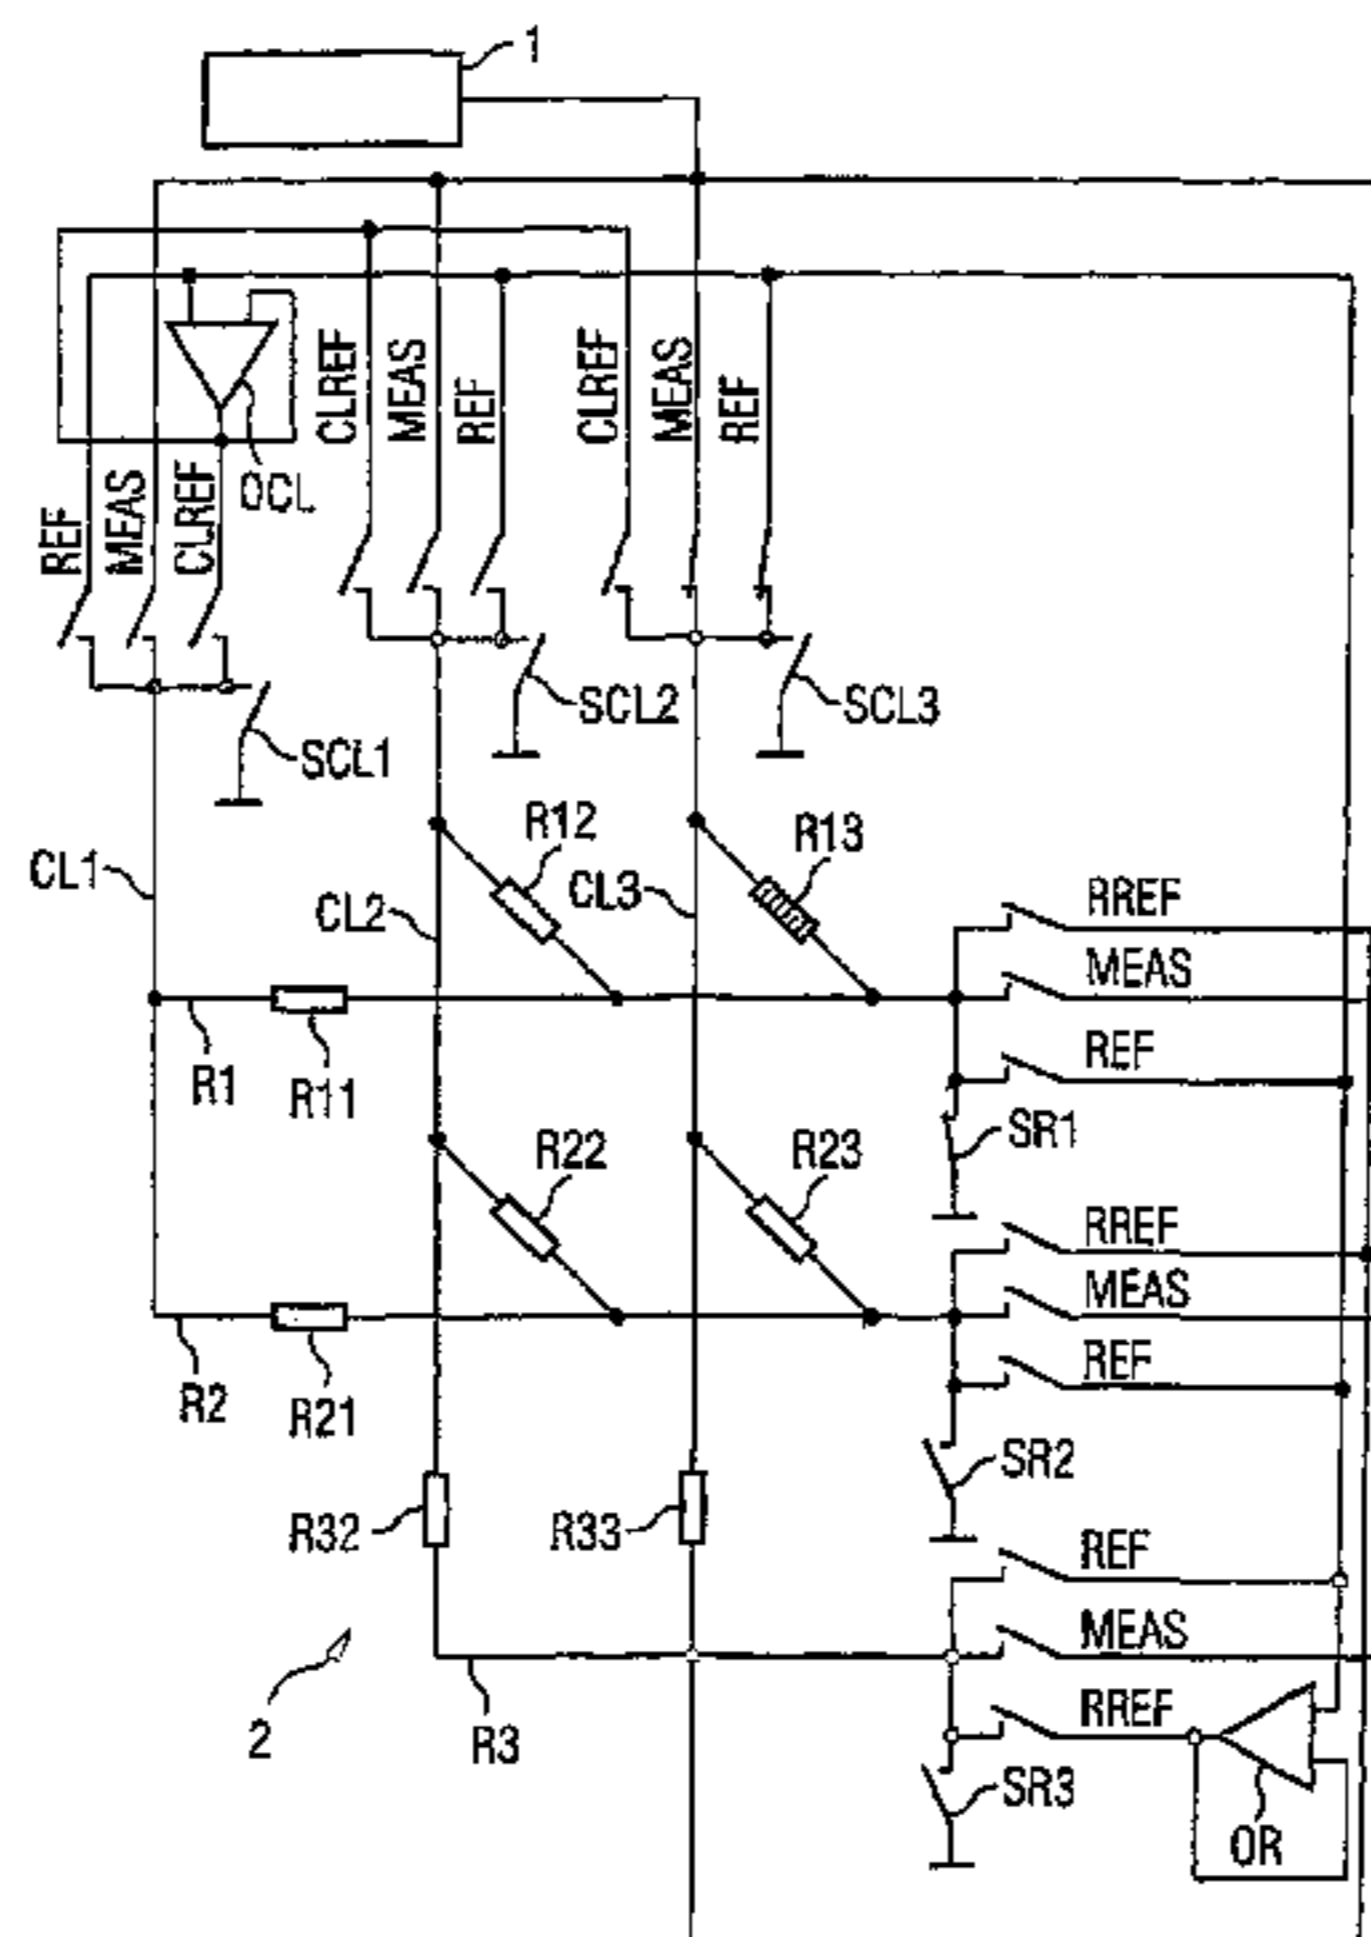 1
CLREF
MEAS
REF
CLREF
MEAS
REF
REF
MEAS
CLREF
OCL
SCL1
SCL2
SCL3
R12
R13
CL1
CL2
CL3
RREF
MEAS
REF
R1
R11
SR1
R22
R23
RREF
MEAS
REF
R2
R21
SR2
R32
R33
REF
MEAS
RREF
2
R3
SR3
OR